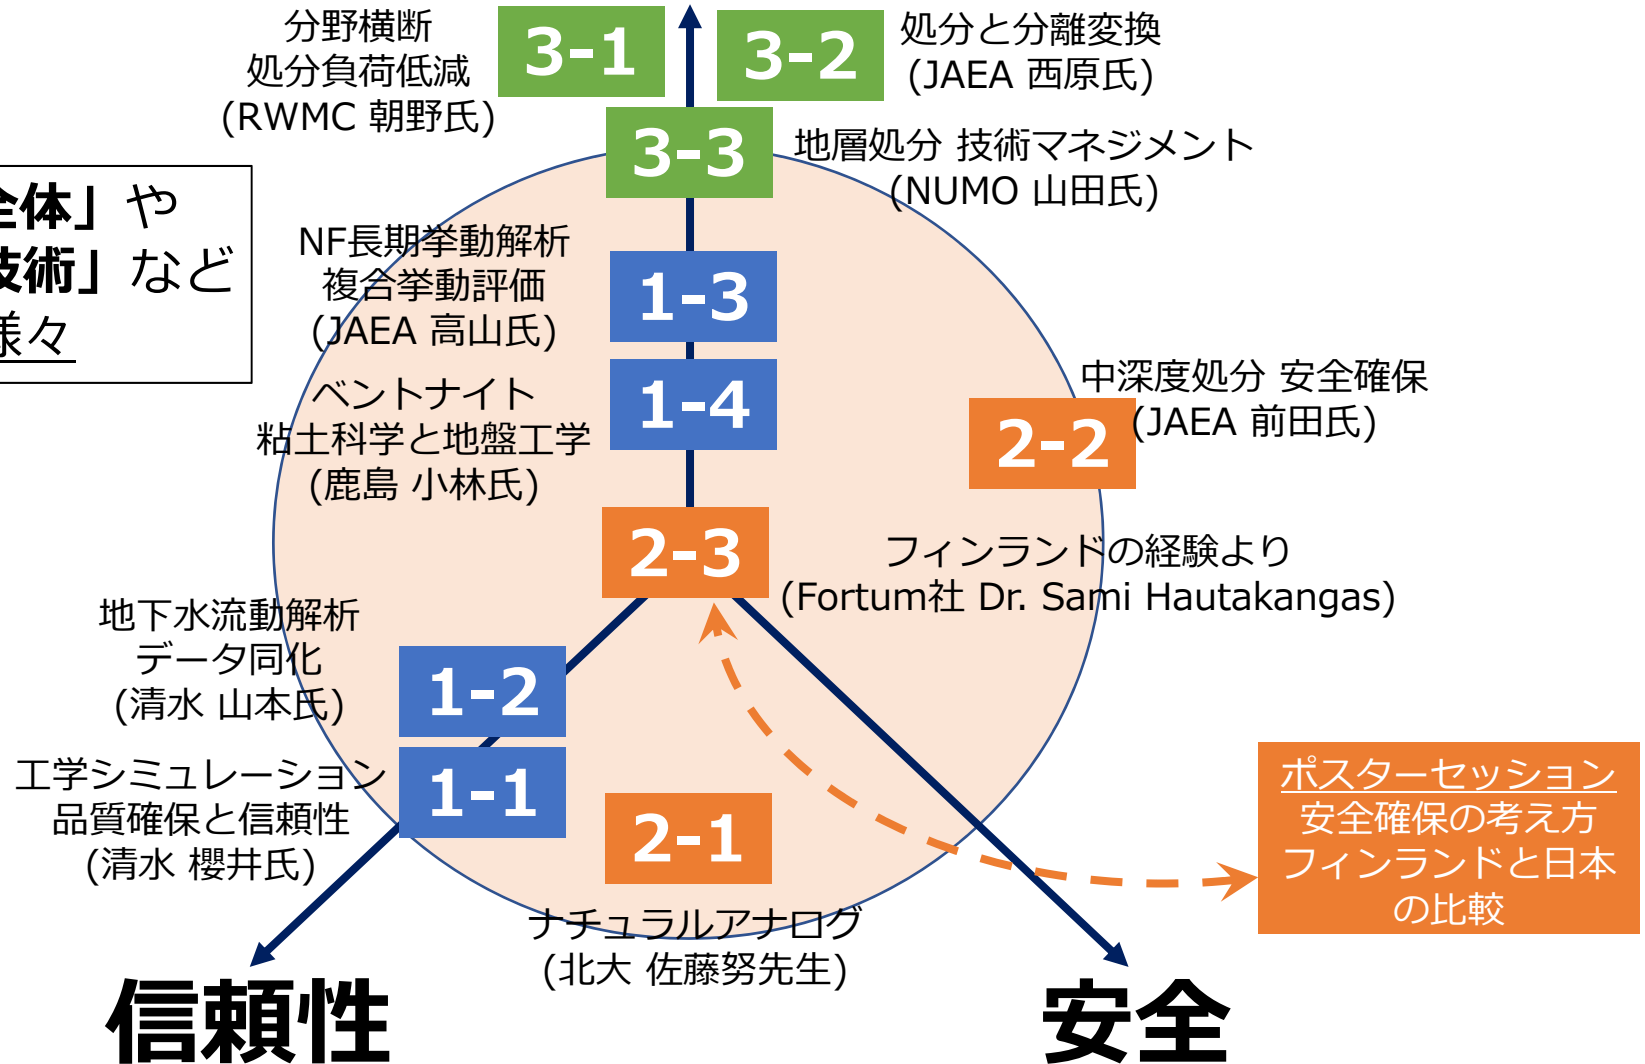 分野横断
処分負荷低減
(RWMC 朝野氏)
3-1
3-2
処分と分離変換
(JAEA 西原氏)
3-3
地層処分 技術マネジメント
(NUMO 山田氏)
全体」や
技術」など
様々
NF長期挙動解析
複合挙動評価
(JAEA 高山氏)
1-3
ベントナイト
粘土科学と地盤工学
(鹿島 小林氏)
1-4
中深度処分 安全確保
(JAEA 前田氏)
2-2
2-3
フィンランドの経験より
(Fortum社 Dr. Sami Hautakangas)
地下水流動解析
データ同化
(清水 山本氏)
1-2
工学シミュレーション
品質確保と信頼性
(清水 櫻井氏)
1-1
2-1
ナチュラルアナログ
(北大 佐藤努先生)
ポスターセッション
安全確保の考え方
フィンランドと日本
の比較
信頼性
安全